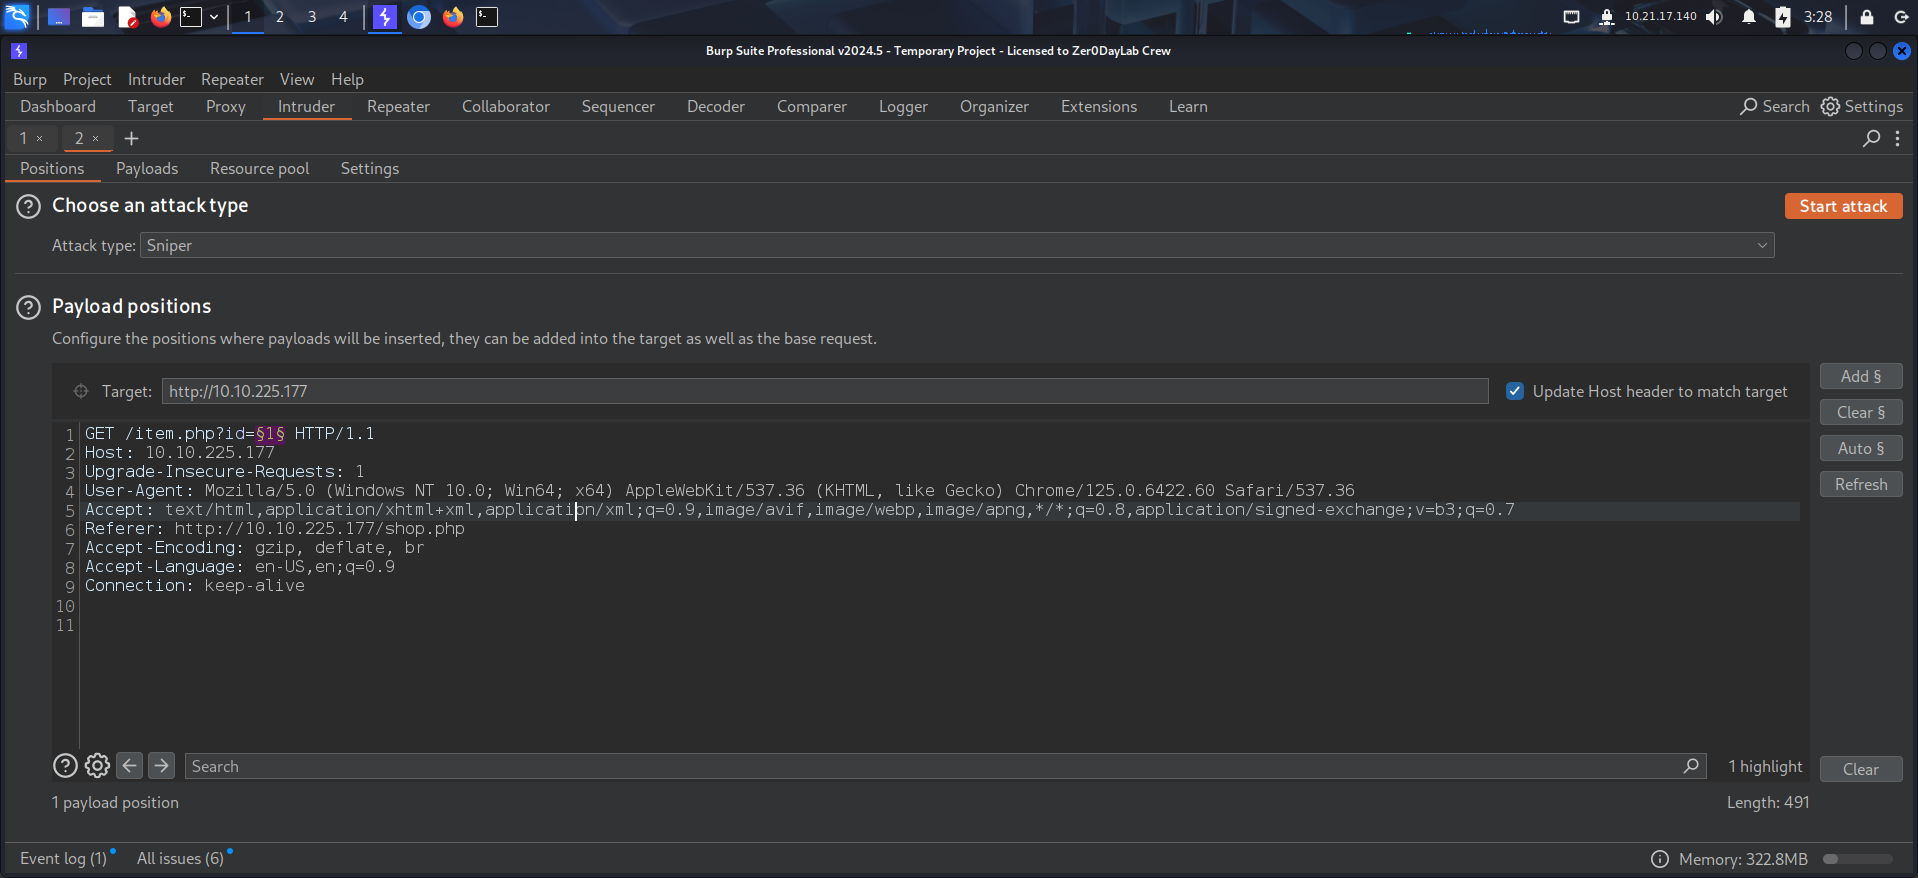 1 2 3 4 10.21.17.140 3:28
Burp Suite Professional v2024.5 - Temporary Project - Licensed to Zer0DayLab Crew
Burp Project Intruder Repeater View Help
Dashboard Target Proxy Intruder Repeater Collaborator Sequencer Decoder Comparer Logger Organizer Extensions Learn Search Settings
1 × 2 × +
Positions Payloads Resource pool Settings
? Choose an attack type Start attack
Attack type: Sniper
? Payload positions
Configure the positions where payloads will be inserted, they can be added into the target as well as the base request.
Target: http://10.10.225.177 Update Host header to match target Add §
Clear §
Auto §
Refresh
1 GET /item.php?id=§1§ HTTP/1.1
2 Host: 10.10.225.177
3 Upgrade-Insecure-Requests: 1
4 User-Agent: Mozilla/5.0 (Windows NT 10.0; Win64; x64) AppleWebKit/537.36 (KHTML, like Gecko) Chrome/125.0.6422.60 Safari/537.36
5 Accept: text/html,application/xhtml+xml,application/xml;q=0.9,image/avif,image/webp,image/apng,*/*;q=0.8,application/signed-exchange;v=b3;q=0.7
6 Referer: http://10.10.225.177/shop.php
7 Accept-Encoding: gzip, deflate, br
8 Accept-Language: en-US,en;q=0.9
9 Connection: keep-alive
10
11
? Search 1 highlight Clear
1 payload position Length: 491
Event log (1) All issues (6) Memory: 322.8MB